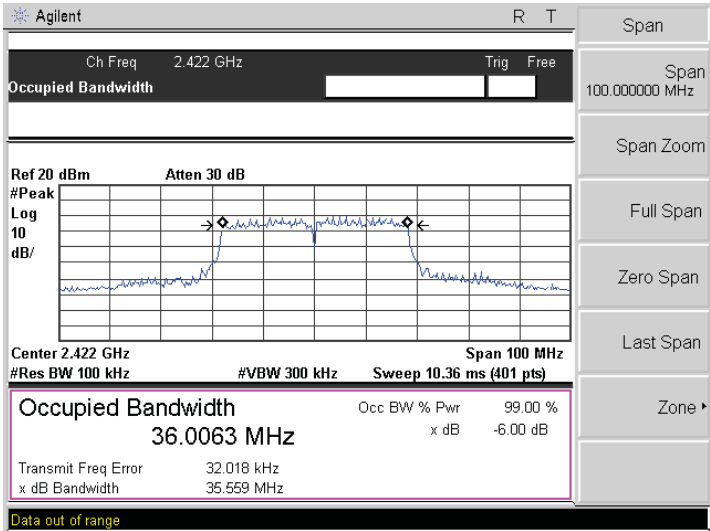 Agilent R T
Ch Freq 2.422 GHz Trig Free
Occupied Bandwidth
Ref 20 dBm Atten 30 dB
#Peak
Log
10
dB/
Center 2.422 GHz Span 100 MHz
#Res BW 100 kHz #VBW 300 kHz Sweep 10.36 ms (401 pts)
Occupied Bandwidth Occ BW % Pwr 99.00 %
36.0063 MHz x dB -6.00 dB
Transmit Freq Error 32.018 kHz
x dB Bandwidth 35.559 MHz
Data out of range
Span
Span
100.000000 MHz
Span Zoom
Full Span
Zero Span
Last Span
Zone